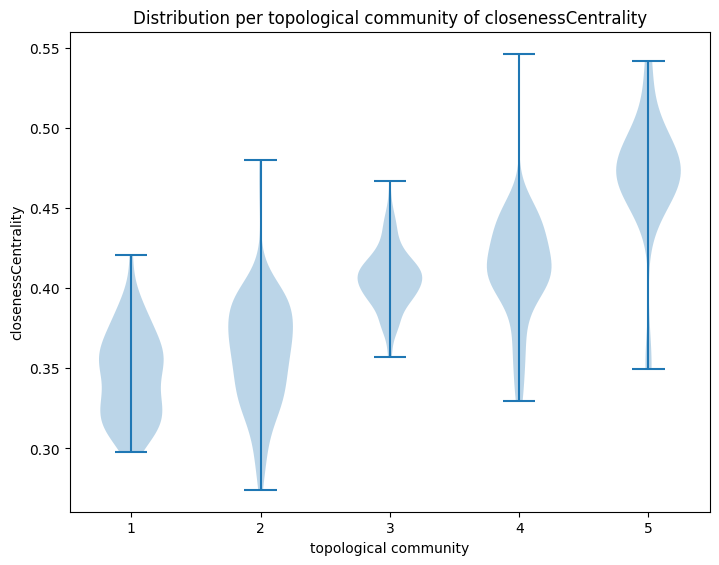 Distribution per topological community of closenessCentrality
closenessCentrality
0.55
0.50
0.45
0.40
0.35
0.30
1 2 3 4 5
topological community